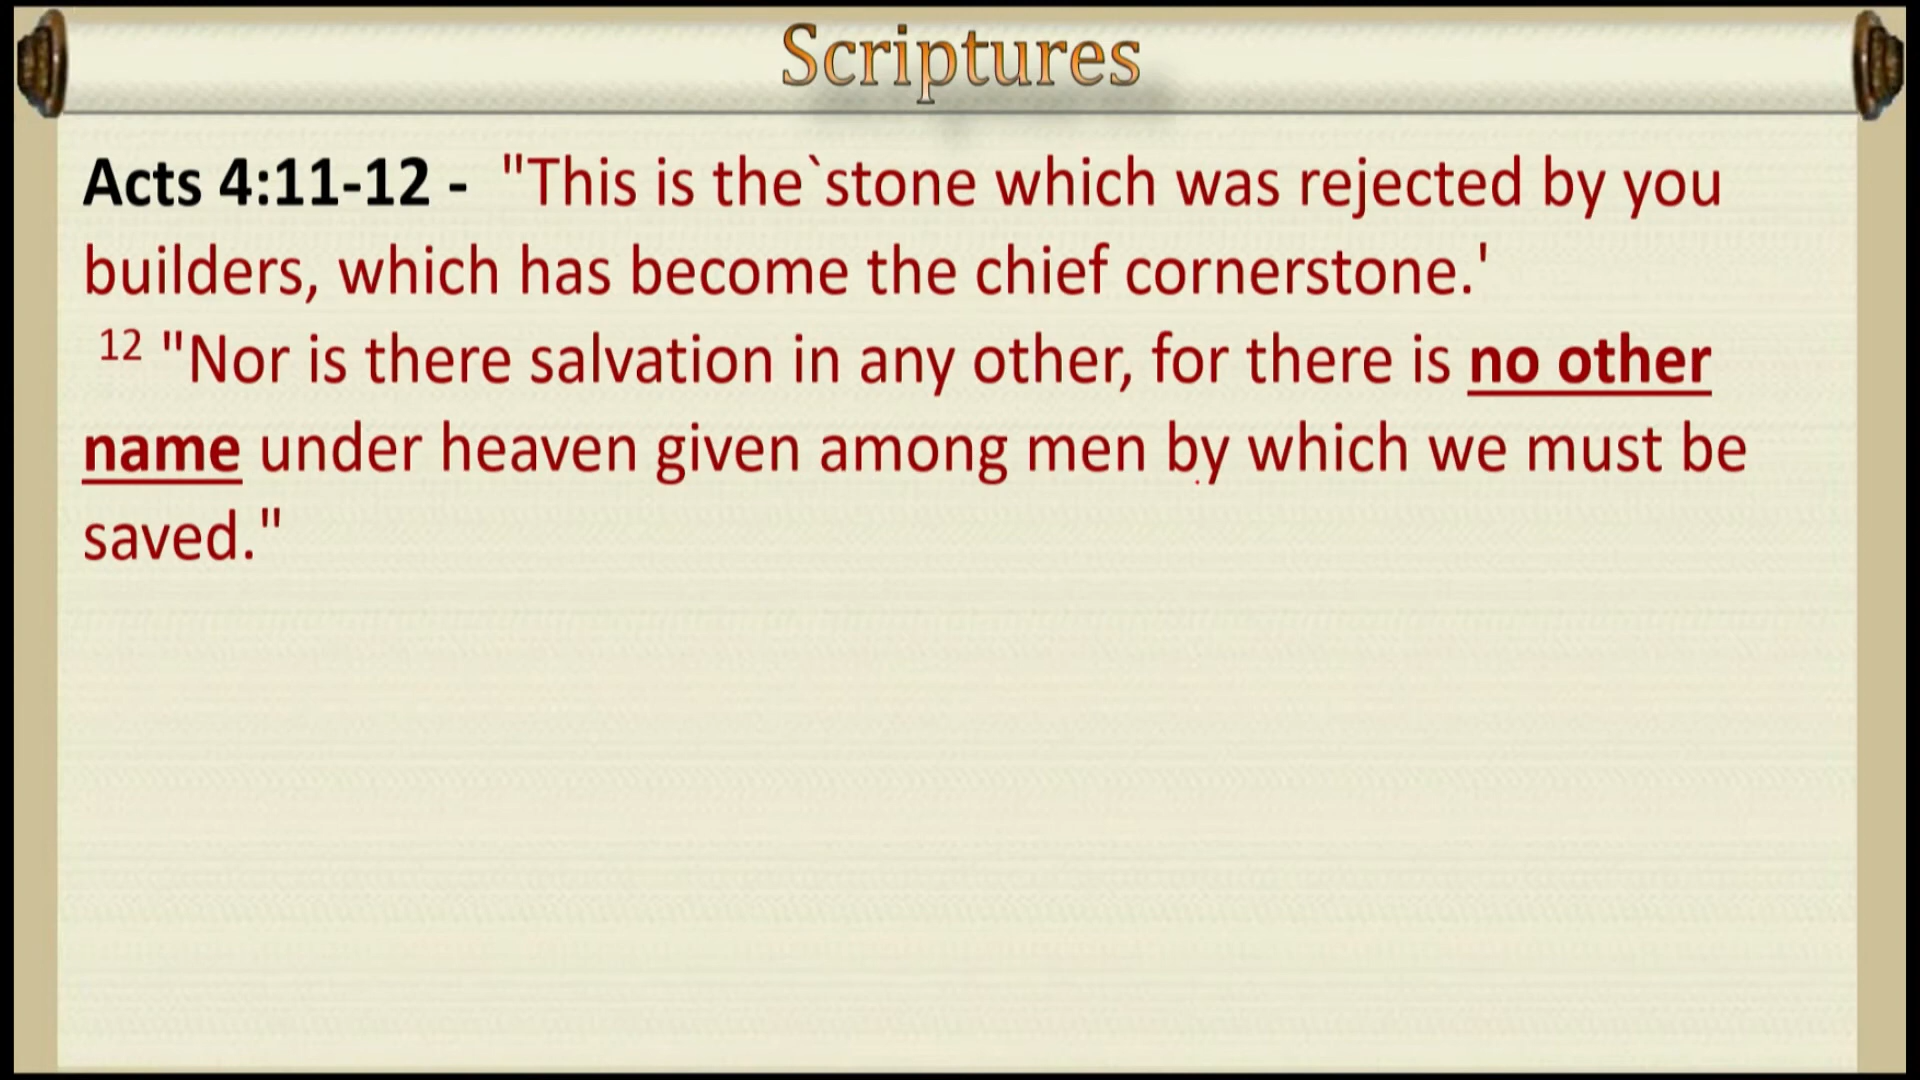 Scriptures
Acts 4:11-12 - "This is the`stone which was rejected by you
builders, which has become the chief cornerstone.'
12 "Nor is there salvation in any other, for there is no other
name under heaven given among men by which we must be
saved."